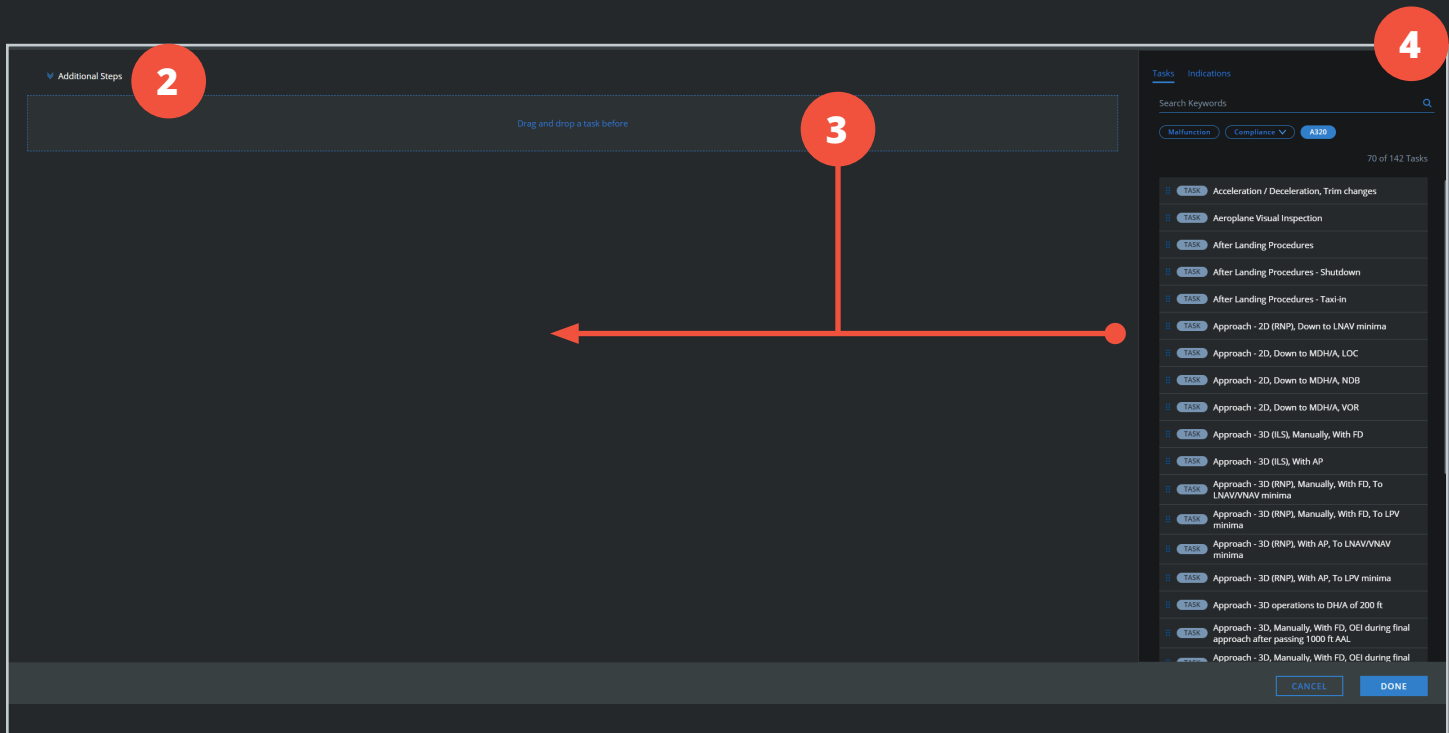 4
2
Additional Steps
Drag and drop a task before
3
Tasks Indications
Search Keywords
Malfunction Compliance A320
70 of 142 Tasks
TASK Acceleration / Deceleration, Trim changes
TASK Aeroplane Visual Inspection
TASK After Landing Procedures
TASK After Landing Procedures - Shutdown
TASK After Landing Procedures - Taxi-in
TASK Approach - 2D (RNP), Down to LNAV minima
TASK Approach - 2D, Down to MDH/A, LOC
TASK Approach - 2D, Down to MDH/A, NDB
TASK Approach - 2D, Down to MDH/A, VOR
TASK Approach - 3D (ILS), Manually, With FD
TASK Approach - 3D (ILS), With AP
TASK Approach - 3D (RNP), Manually, With FD, To
LNAV/VNAV minima
TASK Approach - 3D (RNP), Manually, With FD, To LPV
minima
TASK Approach - 3D (RNP), With AP, To LNAV/VNAV
minima
TASK Approach - 3D (RNP), With AP, To LPV minima
TASK Approach - 3D operations to DH/A of 200 ft
TASK Approach - 3D, Manually, With FD, OEI during final
approach after passing 1000 ft AAL
TASK Approach - 3D, Manually, With FD, OEI during final
CANCEL DONE